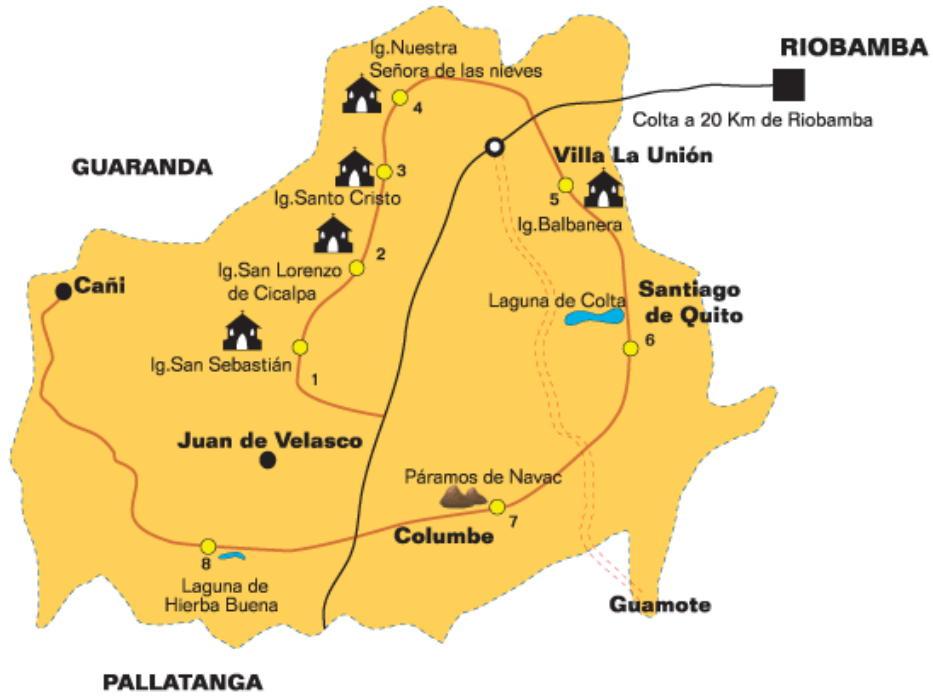 Ig.Nuestra
Señora de las nieves
4
RIOBAMBA
Colta a 20 Km de Riobamba
GUARANDA
3
Ig.Santo Cristo
Villa La Unión
5
Ig.Balbanera
2
Ig.San Lorenzo
de Cicalpa
Cañi
Laguna de Colta
Santiago
de Quito
6
Ig.San Sebastián
1
Juan de Velasco
Páramos de Navac
7
Columbe
8
Laguna de
Hierba Buena
Guamote
PALLATANGA